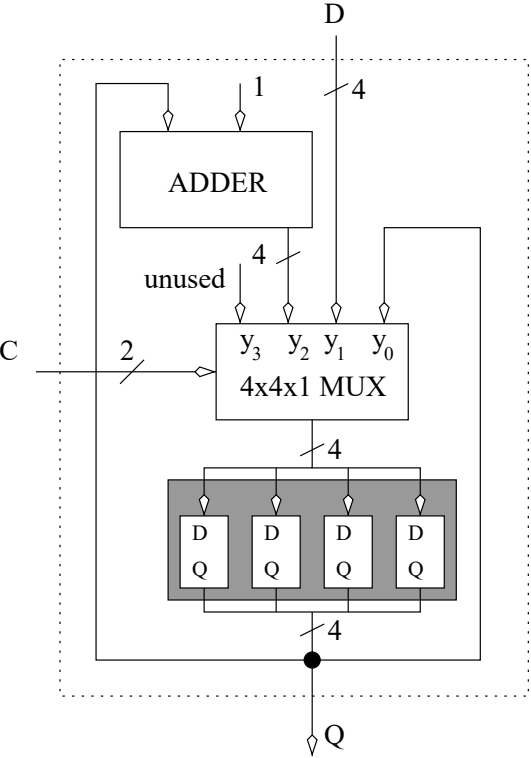 D
1
4
ADDER
4
unused
y3 y2 y1 y0
C
2
4x4x1 MUX
4
D D D D
Q Q Q Q
4
Q